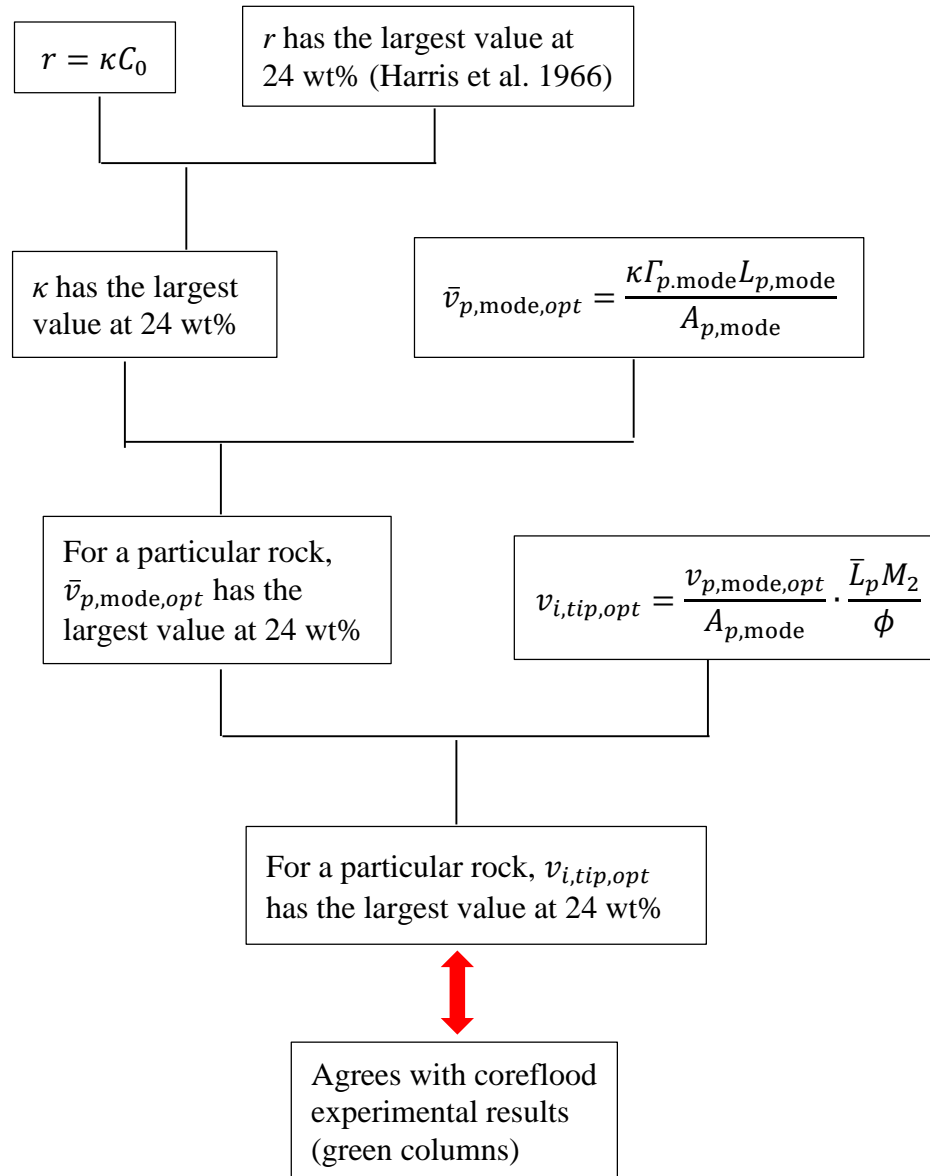 r = κC₀
r has the largest value at
24 wt% (Harris et al. 1966)
κ has the largest
value at 24 wt%
v̄ₚ,mode,opt = κΓp.mode Lp,mode / Ap,mode
For a particular rock,
v̄p,mode,opt has the
largest value at 24 wt%
vi,tip,opt = vp,mode,opt / Ap,mode · L̄pM₂ / ϕ
For a particular rock, vi,tip,opt
has the largest value at 24 wt%
Agrees with coreflood
experimental results
(green columns)